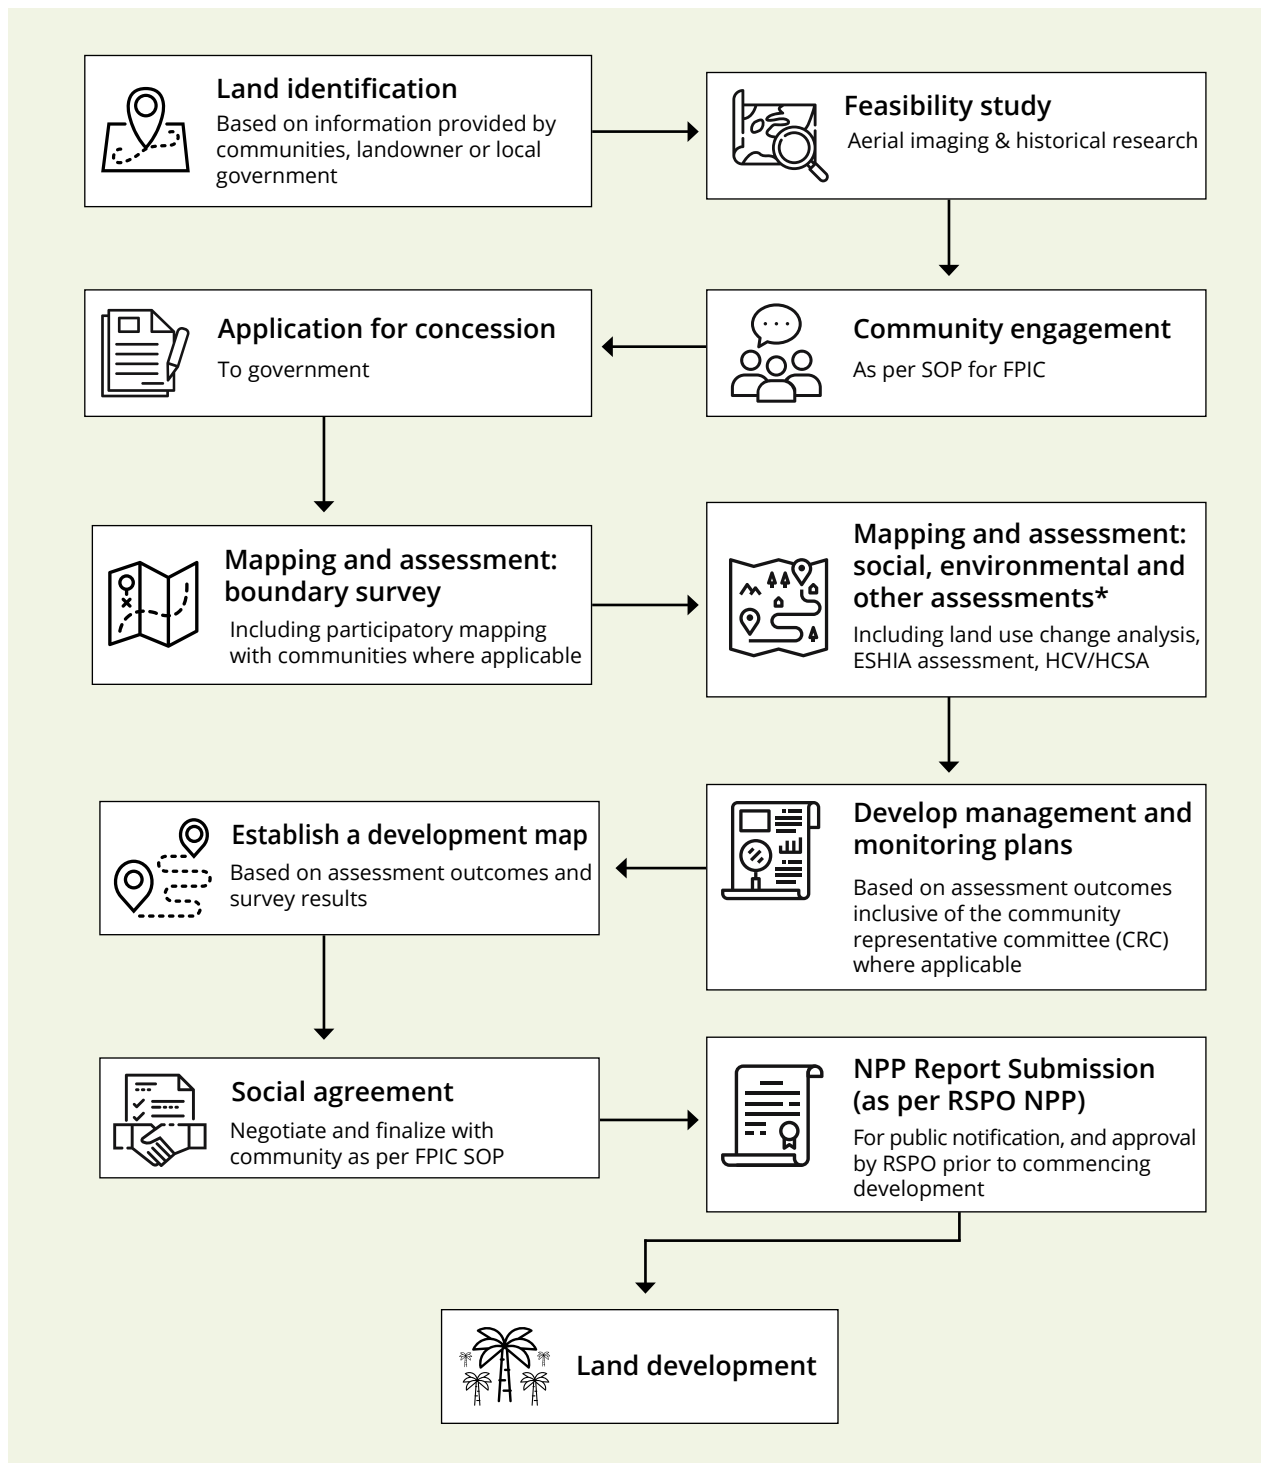 Land identification
Based on information provided by
communities, landowner or local
government
Feasibility study
Aerial imaging & historical research
Community engagement
As per SOP for FPIC
Application for concession
To government
Mapping and assessment:
boundary survey
Including participatory mapping
with communities where applicable
Mapping and assessment:
social, environmental and
other assessments*
Including land use change analysis,
ESHIA assessment, HCV/HCSA
Develop management and
monitoring plans
Based on assessment outcomes
inclusive of the community
representative committee (CRC)
where applicable
Establish a development map
Based on assessment outcomes and
survey results
Social agreement
Negotiate and finalize with
community as per FPIC SOP
NPP Report Submission
(as per RSPO NPP)
For public notification, and approval
by RSPO prior to commencing
development
Land development